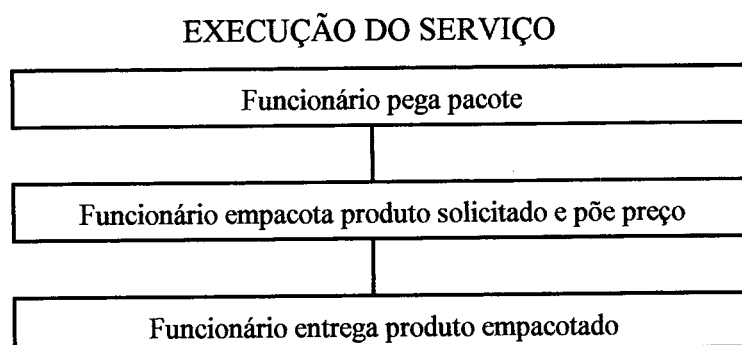 EXECUÇÃO DO SERVIÇO
Funcionário pega pacote
Funcionário empacota produto solicitado e põe preço
Funcionário entrega produto empacotado